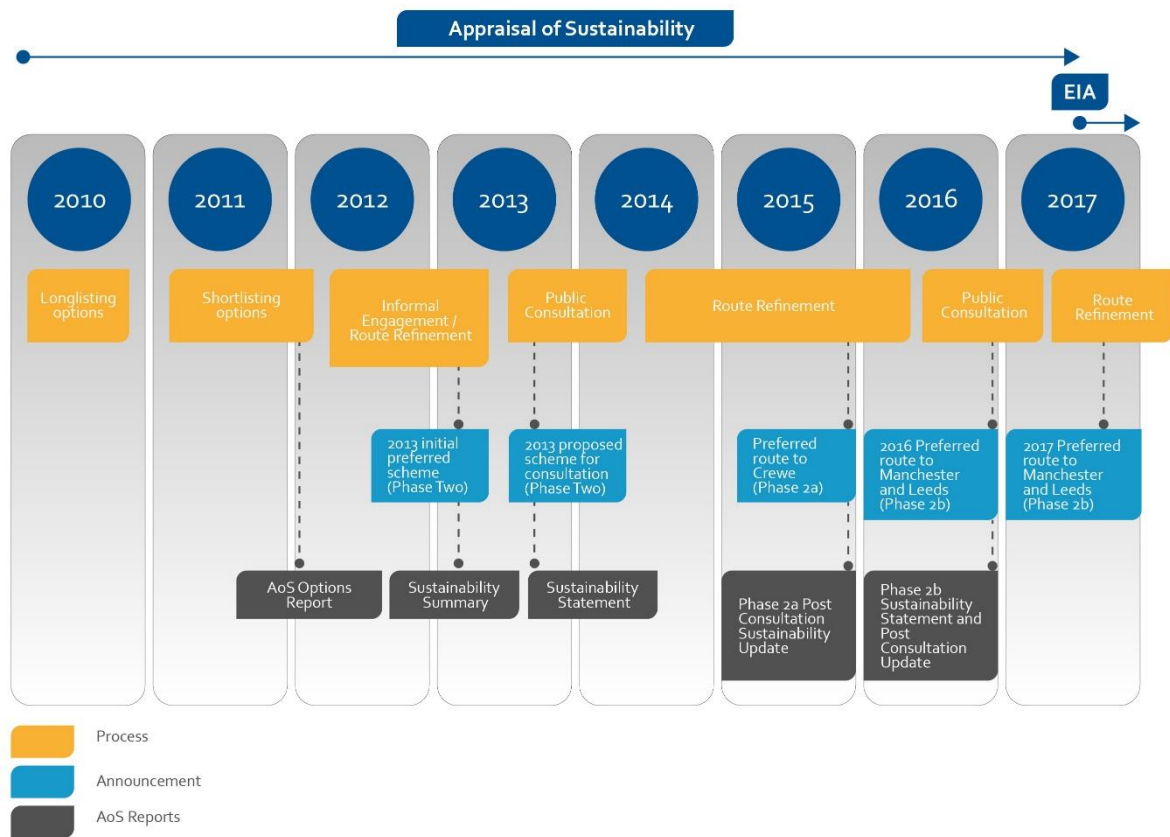 Appraisal of Sustainability
EIA
2010
2011
2012
2013
2014
2015
2016
2017
Longlisting
options
Shortlisting
options
Informal
Engagement /
Route Refinement
Public
Consultation
Route Refinement
Public
Consultation
Route
Refinement
2013 initial
preferred
scheme
(Phase Two)
2013 proposed
scheme for
consultation
(Phase Two)
Preferred
route to
Crewe
(Phase 2a)
2016 Preferred
route to
Manchester
and Leeds
(Phase 2b)
2017 Preferred
route to
Manchester
and Leeds
(Phase 2b)
AoS Options
Report
Sustainability
Summary
Sustainability
Statement
Phase 2a Post
Consultation
Sustainability
Update
Phase 2b
Sustainability
Statement and
Post
Consultation
Update
Process
Announcement
AoS Reports